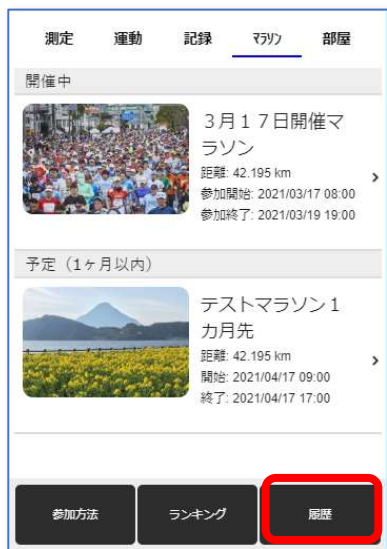 測定 運動 記録 ﾏﾗｿﾝ 部屋
開催中
３月１７日開催マ
ラソン
距離: 42.195 km
参加開始: 2021/03/17 08:00
参加終了: 2021/03/19 19:00
予定（1ヶ月以内）
テストマラソン１
カ月先
距離: 42.195 km
開始: 2021/04/17 09:00
終了: 2021/04/17 17:00
参加方法 ランキング 履歴